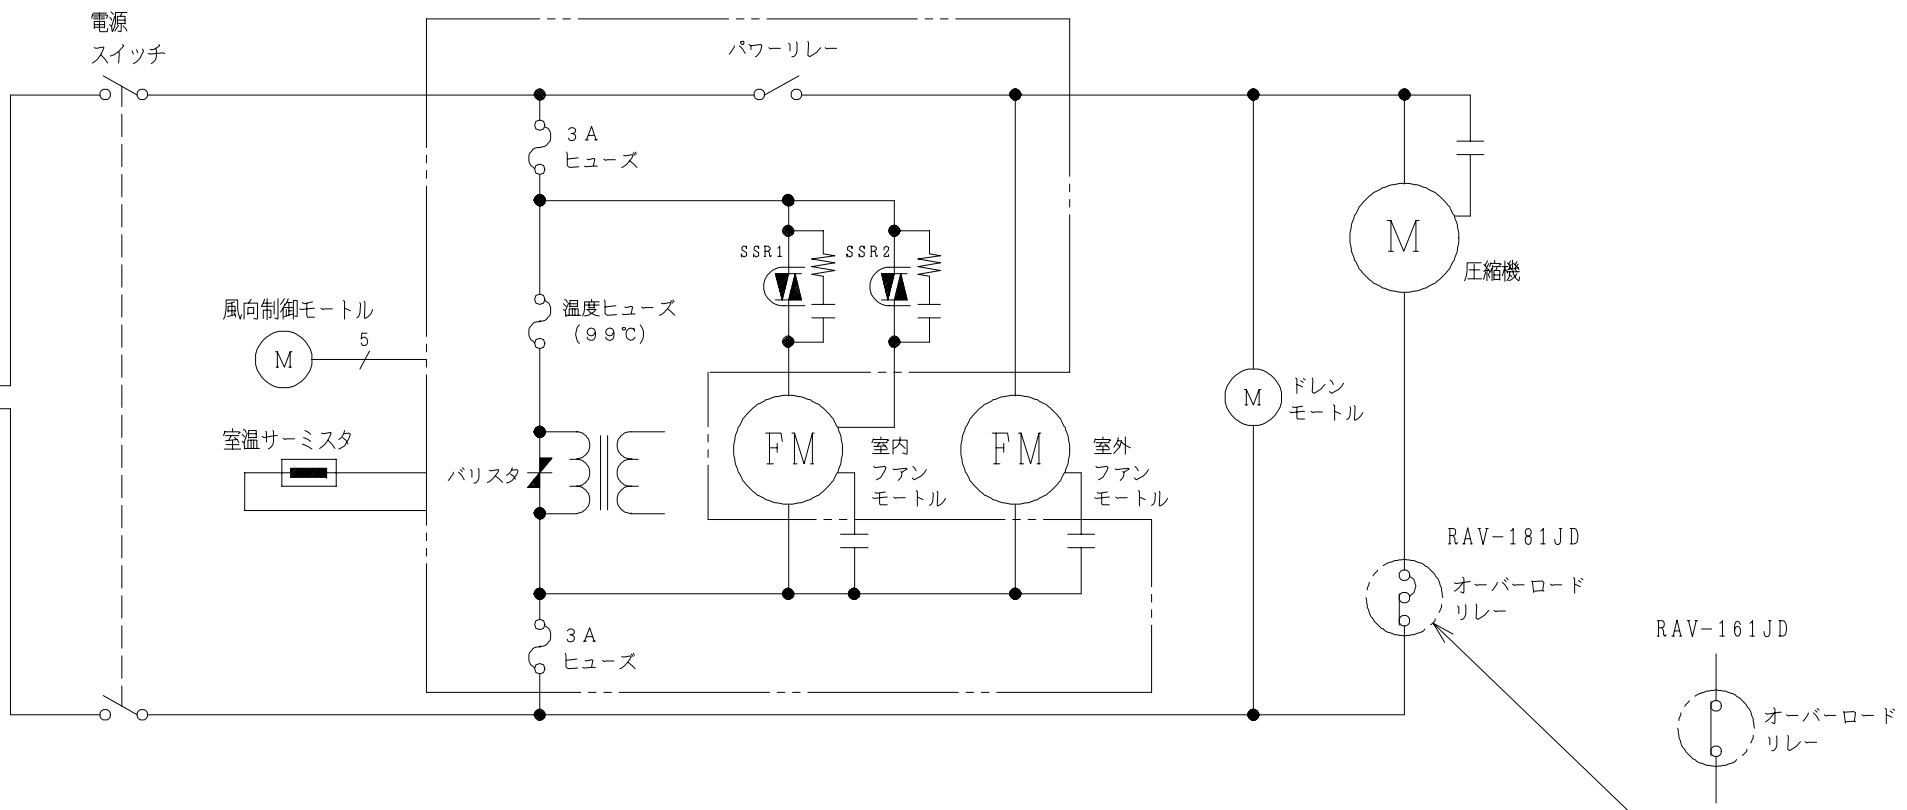 電源
スイッチ
パワーリレー
3A
ヒューズ
SSR1
SSR2
M
圧縮機
風向制御モートル
M
5
温度ヒューズ
(99℃)
M
ドレン
モートル
室温サーミスタ
バリスタ
FM
室内
ファン
モートル
FM
室外
ファン
モートル
RAV-181JD
オーバーロード
リレー
3A
ヒューズ
RAV-161JD
オーバーロード
リレー